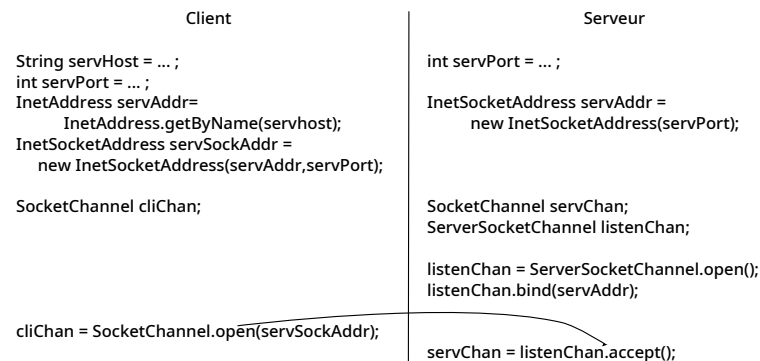 Client
String servHost = ... ;
int servPort = ... ;
InetAddress servAddr=
InetAddress.getByName(servhost);
InetSocketAddress servSockAddr =
new InetSocketAddress(servAddr,servPort);
SocketChannel cliChan;
cliChan = SocketChannel.open(servSockAddr);
Serveur
int servPort = ... ;
InetSocketAddress servAddr =
new InetSocketAddress(servPort);
SocketChannel servChan;
ServerSocketChannel listenChan;
listenChan = ServerSocketChannel.open();
listenChan.bind(servAddr);
servChan = listenChan.accept();